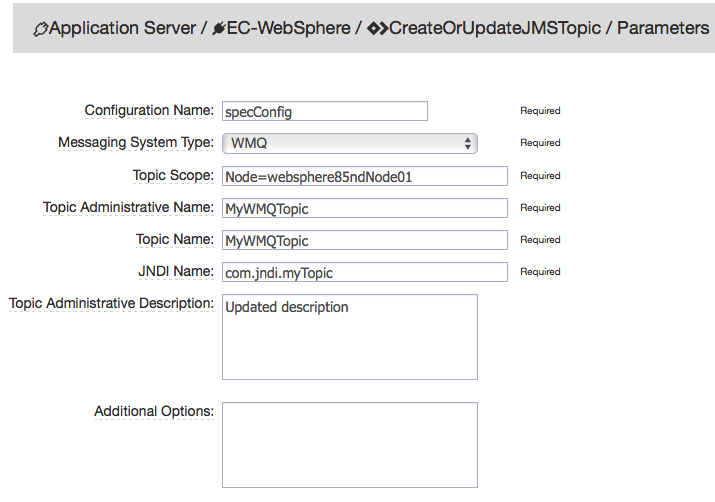 Application Server / EC-WebSphere / CreateOrUpdateJMSTopic / Parameters
Configuration Name: specConfig Required
Messaging System Type: WMQ Required
Topic Scope: Node=websphere85ndNode01 Required
Topic Administrative Name: MyWMQTopic Required
Topic Name: MyWMQTopic Required
JNDI Name: com.jndi.myTopic Required
Topic Administrative Description: Updated description
Additional Options: